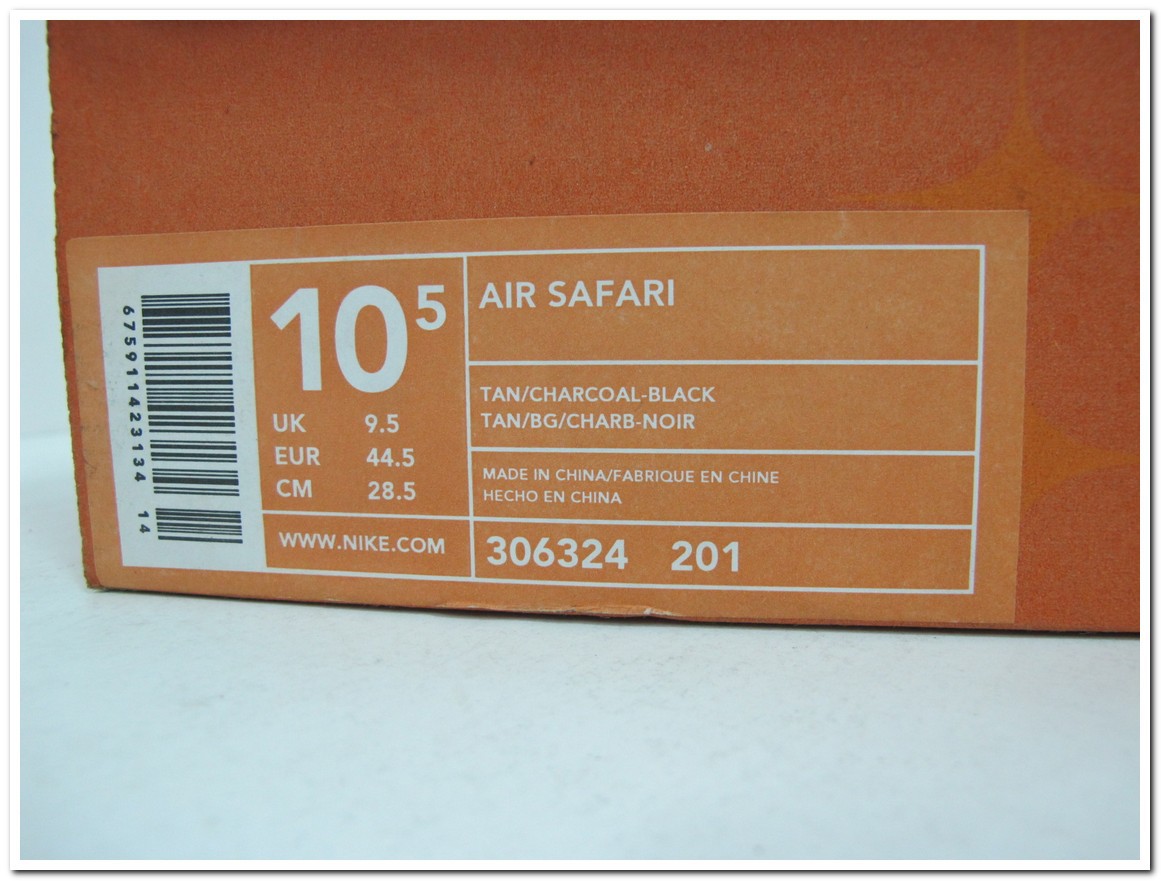 675911423134 14
10 5
UK 9.5
EUR 44.5
CM 28.5
WWW.NIKE.COM
AIR SAFARI
TAN/CHARCOAL-BLACK
TAN/BG/CHARB-NOIR
MADE IN CHINA/FABRIQUE EN CHINE
HECHO EN CHINA
306324 201